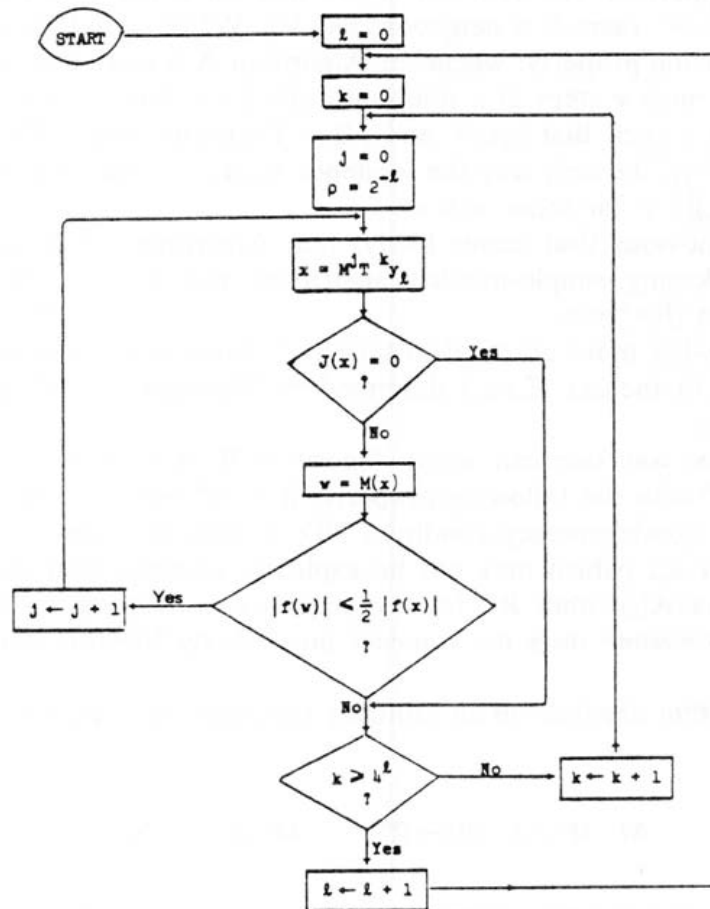 START
ℓ = 0
k = 0
j = 0
ρ = 2^{-ℓ}
x = M^j T^k y_ℓ
J(x) = 0
?
Yes
No
w = M(x)
|f(w)| ≤ 1/2 |f(x)|
?
Yes
j ← j + 1
No
k ⩾ 4^ℓ
?
No
k ← k + 1
Yes
ℓ ← ℓ + 1